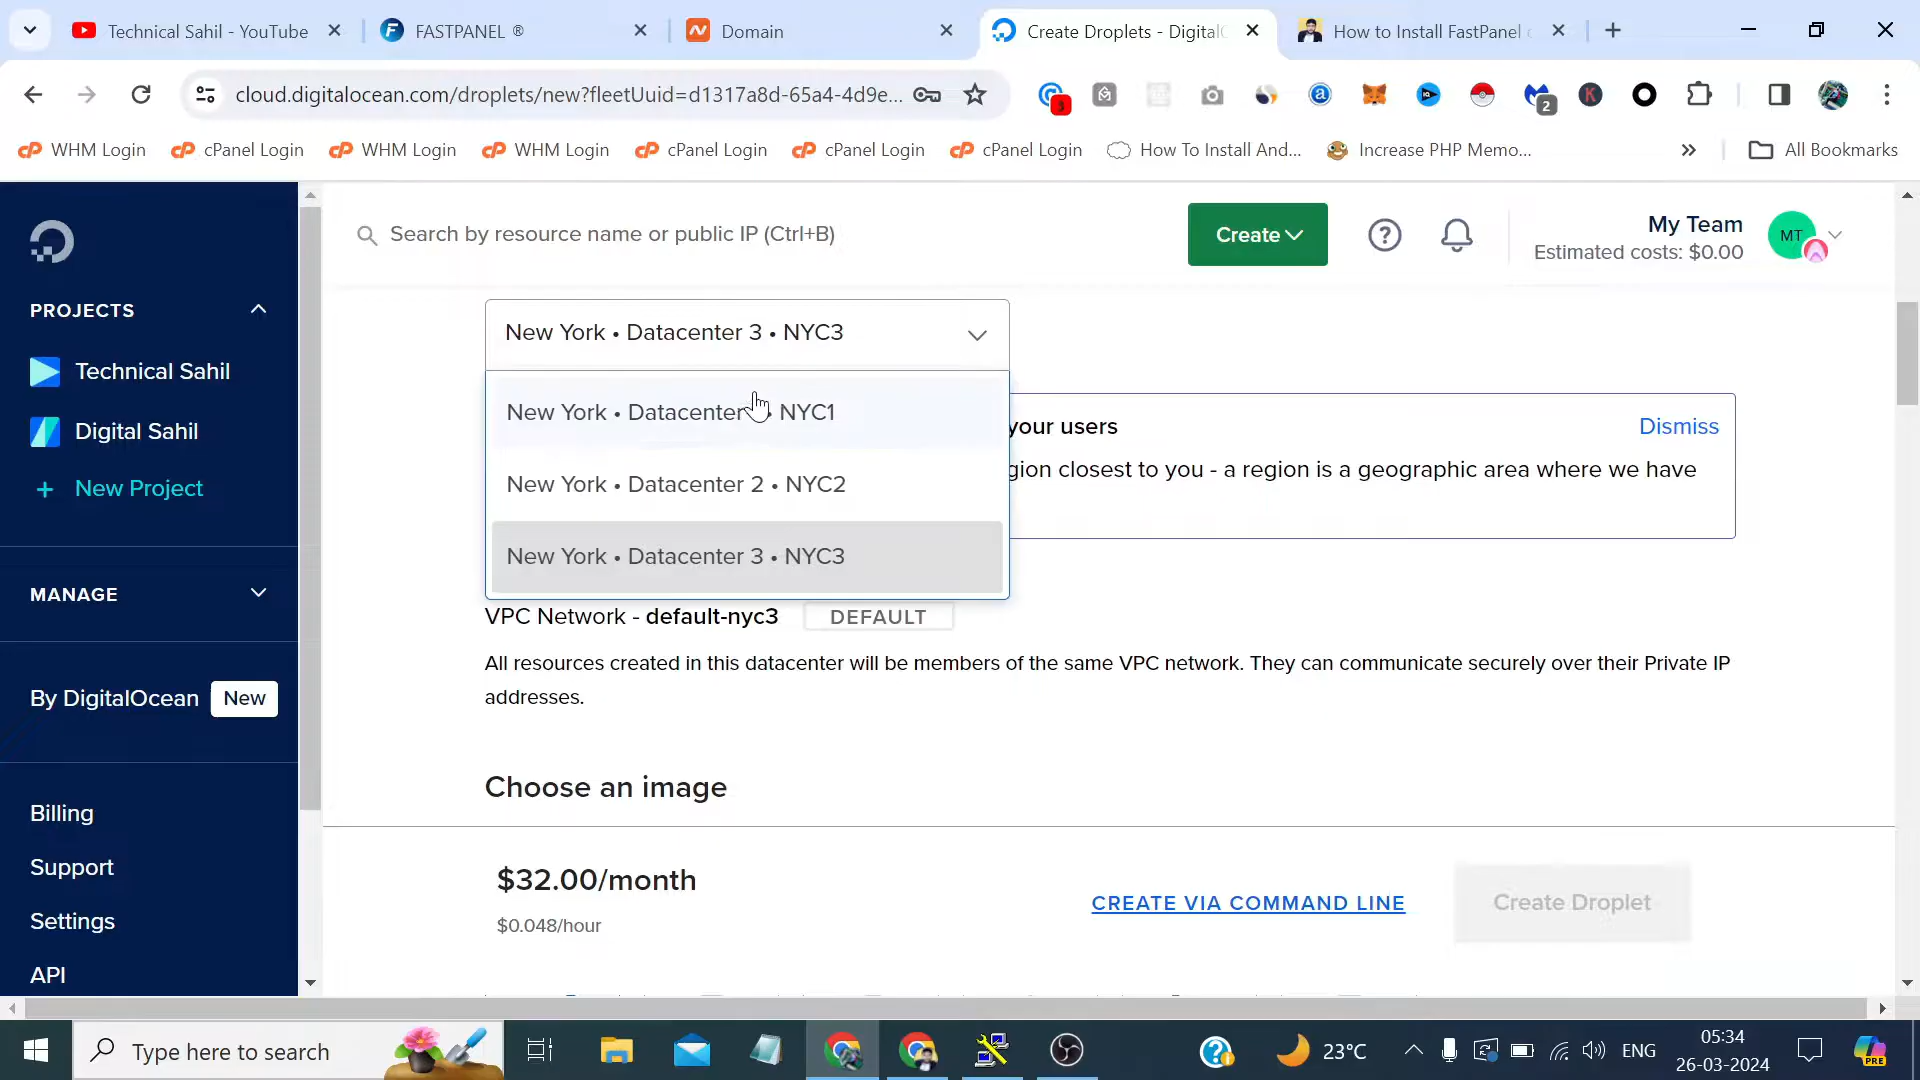 Technical Sahil - YouTube
FASTPANEL ®
Domain
Create Droplets - Digital
How to Install FastPanel
cloud.digitalocean.com/droplets/new?fleetUuid=d1317a8d-65a4-4d9e...
3
2
WHM Login
cPanel Login
WHM Login
WHM Login
cPanel Login
cPanel Login
cPanel Login
How To Install And...
Increase PHP Memo...
All Bookmarks
Search by resource name or public IP (Ctrl+B)
Create
My Team
Estimated costs: $0.00
MT
PROJECTS
Technical Sahil
Digital Sahil
+ New Project
MANAGE
By DigitalOcean New
Billing
Support
Settings
API
New York • Datacenter 3 • NYC3
New York • Datacenter • NYC1
New York • Datacenter 2 • NYC2
New York • Datacenter 3 • NYC3
your users
Dismiss
gion closest to you - a region is a geographic area where we have
VPC Network - default-nyc3 DEFAULT
All resources created in this datacenter will be members of the same VPC network. They can communicate securely over their Private IP
addresses.
Choose an image
$32.00/month
$0.048/hour
CREATE VIA COMMAND LINE
Create Droplet
Type here to search
23°C
ENG
05:34
26-03-2024
PRE